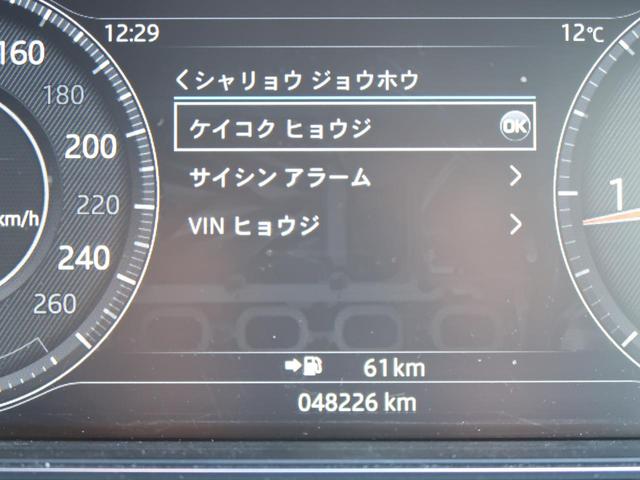 12:29 12℃
160
180
200
220
km/h
240
260
1
くシャリョウ ジョウホウ
ケイコク ヒョウジ OK
サイシン アラーム
VIN ヒョウジ
61km
048226 km